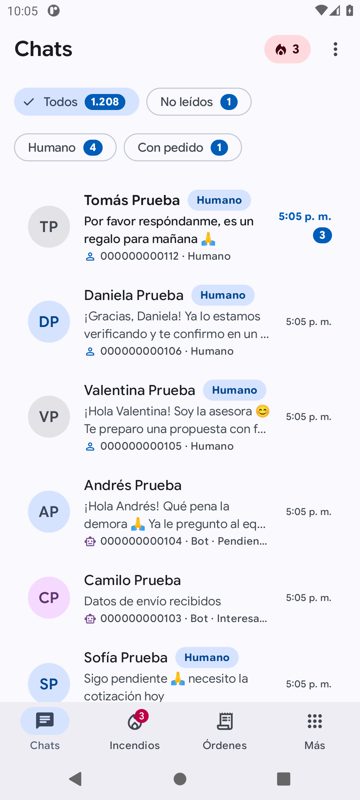 10:05
Chats
3
Todos 1.208
No leídos 1
Humano 4
Con pedido 1
TP
Tomás Prueba Humano
Por favor respóndanme, es un
regalo para mañana 🙏
5:05 p. m.
3
000000000112 · Humano
DP
Daniela Prueba Humano
¡Gracias, Daniela! Ya lo estamos
verificando y te confirmo en un ...
5:05 p. m.
000000000106 · Humano
VP
Valentina Prueba Humano
¡Hola Valentina! Soy la asesora 😊
Te preparo una propuesta con f...
5:05 p. m.
000000000105 · Humano
AP
Andrés Prueba
¡Hola Andrés! Qué pena la
demora 🙏 Ya le pregunto al eq...
5:05 p. m.
000000000104 · Bot · Pendien...
CP
Camilo Prueba
Datos de envío recibidos
5:05 p. m.
000000000103 · Bot · Interesa...
SP
Sofía Prueba Humano
Sigo pendiente 🙏 necesito la
cotización hoy
5:05 p. m.
3
Chats
Incendios
Órdenes
Más